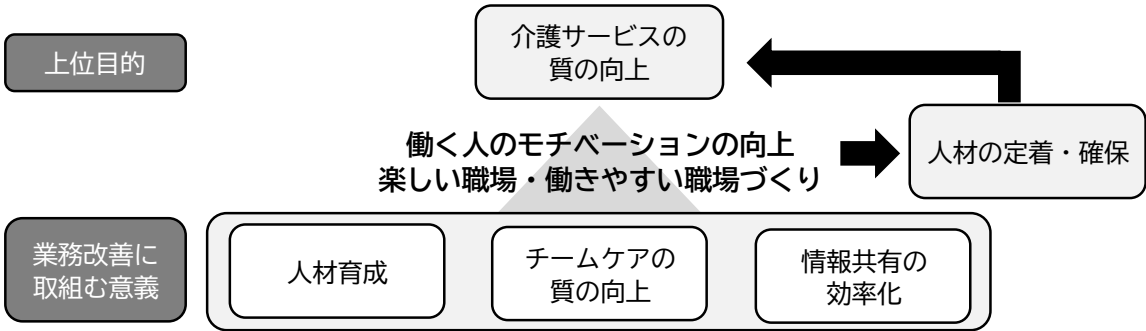 上位目的
介護サービスの
質の向上
働く人のモチベーションの向上
楽しい職場・働きやすい職場づくり
人材の定着・確保
業務改善に
取組む意義
人材育成
チームケアの
質の向上
情報共有の
効率化